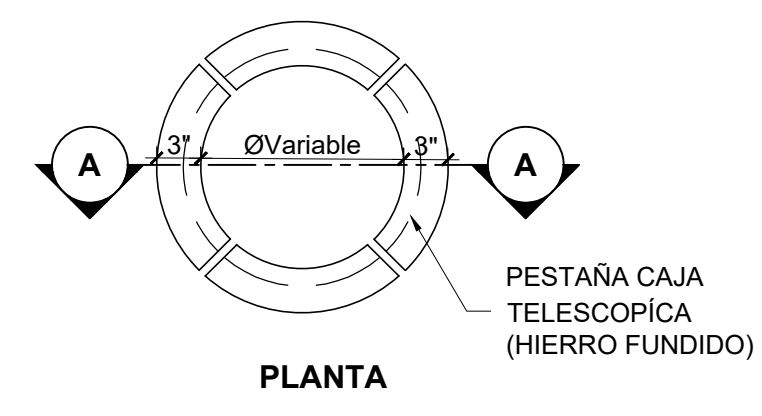 3" ØVariable 3"
A A
PESTAÑA CAJA
TELESCOPÍCA
(HIERRO FUNDIDO)
PLANTA